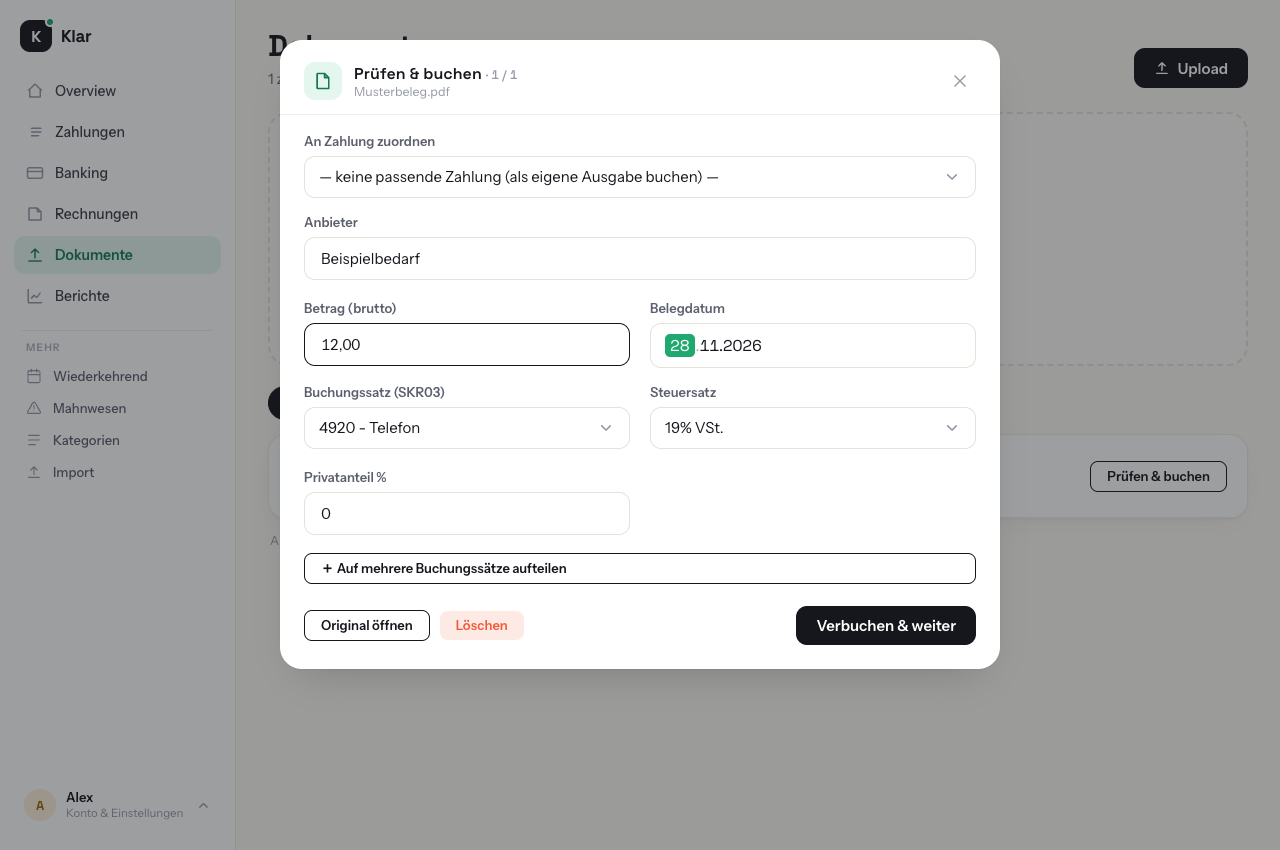 K Klar
Overview
Zahlungen
Banking
Rechnungen
Dokumente
Berichte
MEHR
Wiederkehrend
Mahnwesen
Kategorien
Import
A Alex
Konto & Einstellungen
Upload
Prüfen & buchen
Prüfen & buchen · 1 / 1
Musterbeleg.pdf
An Zahlung zuordnen
— keine passende Zahlung (als eigene Ausgabe buchen) —
Anbieter
Beispielbedarf
Betrag (brutto) Belegdatum
12,00 28.11.2026
Buchungssatz (SKR03) Steuersatz
4920 - Telefon 19% VSt.
Privatanteil %
0
+ Auf mehrere Buchungssätze aufteilen
Original öffnen Löschen Verbuchen & weiter